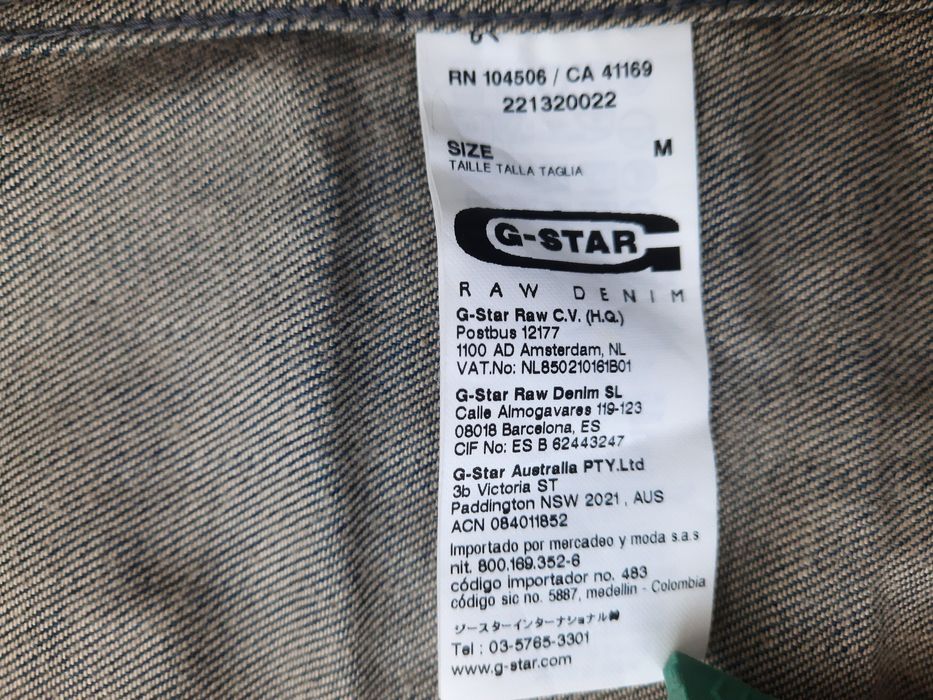 RN 104506 / CA 41169
221320022
SIZE M
TAILLE TALLA TAGLIA
G-STAR
RAW DENIM
G-Star Raw C.V. (H.Q.)
Postbus 12177
1100 AD Amsterdam, NL
VAT.No: NL850210161B01
G-Star Raw Denim SL
Calle Almogavares 119-123
08018 Barcelona, ES
CIF No: ES B 62443247
G-Star Australia PTY.Ltd
3b Victoria ST
Paddington NSW 2021 , AUS
ACN 084011852
Importado por mercadeo y moda s.a.s
nit. 800.169.352-6
código importador no. 483
código sic no. 5887, medellin - Colombia
ジースターインターナショナル㈱
Tel : 03-5765-3301
www.g-star.com